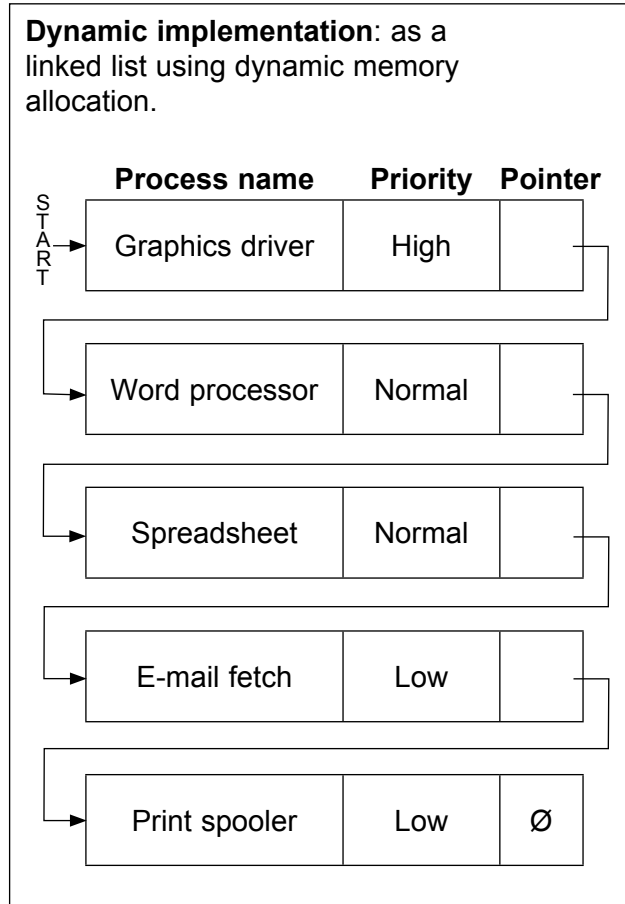 Dynamic implementation: as a
linked list using dynamic memory
allocation.
Process name Priority Pointer
START
Graphics driver High
Word processor Normal
Spreadsheet Normal
E-mail fetch Low
Print spooler Low Ø